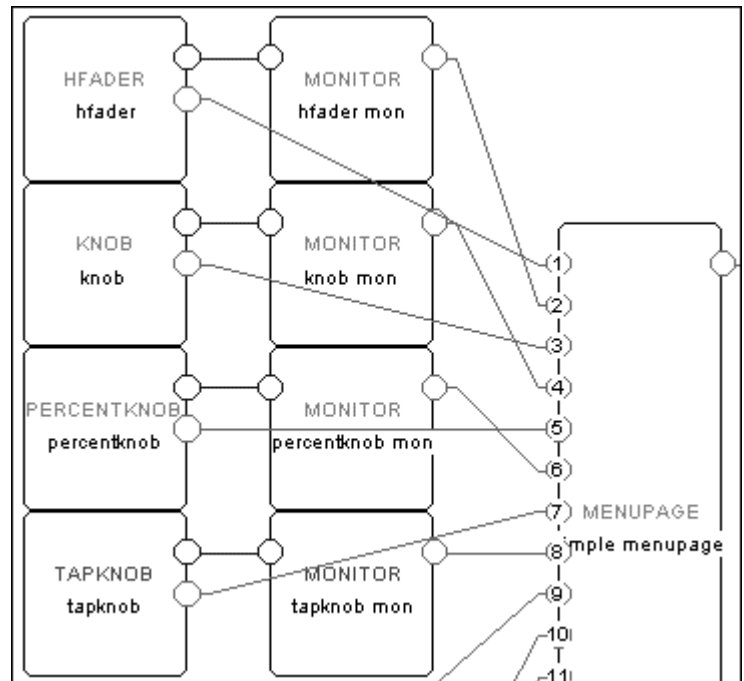 HFADER
hfader
MONITOR
hfader mon
KNOB
knob
MONITOR
knob mon
PERCENTKNOB
percentknob
MONITOR
percentknob mon
TAPKNOB
tapknob
MONITOR
tapknob mon
1
2
3
4
5
6
7
8
9
10
T
11
MENUPAGE
mple menupage